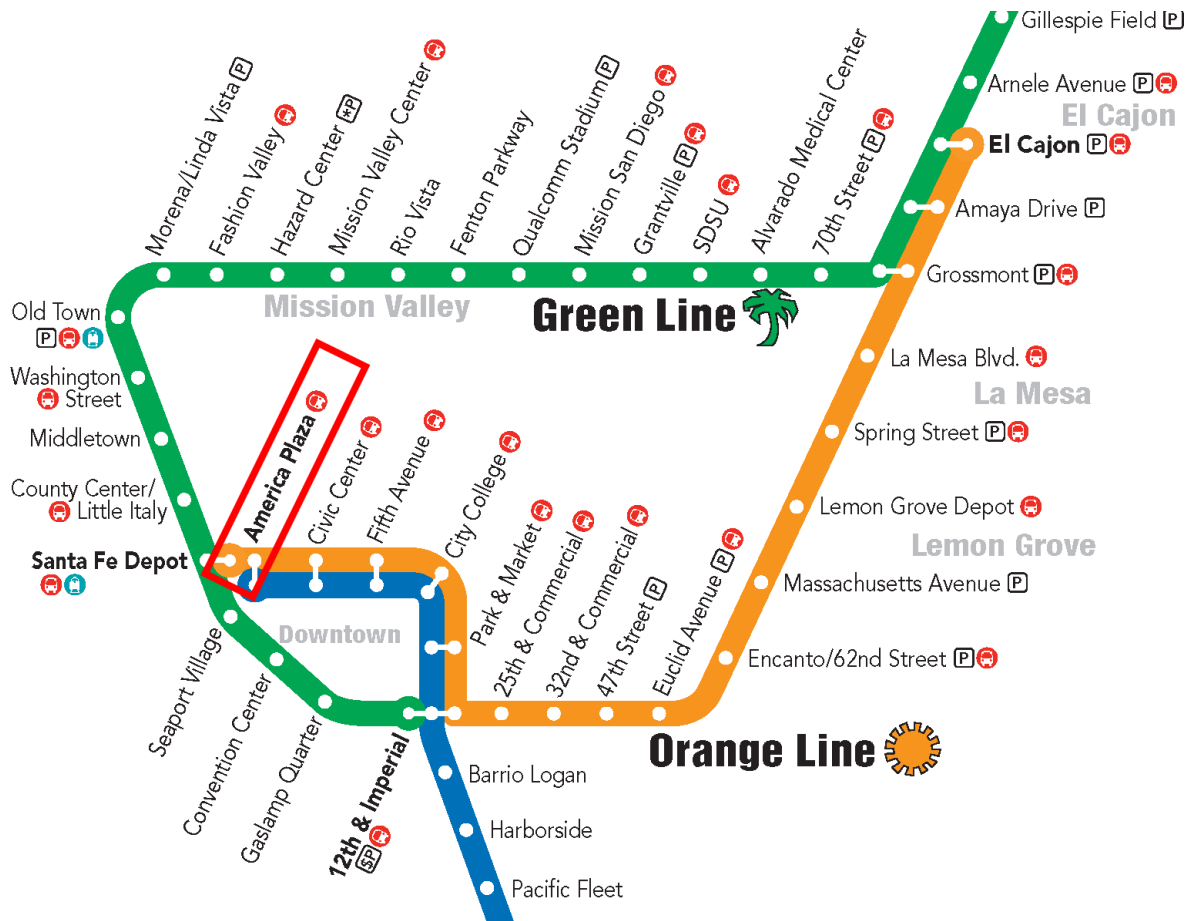 Gillespie Field P
Arnele Avenue P
El Cajon
El Cajon P
Amaya Drive P
Grossmont P
La Mesa Blvd.
La Mesa
Spring Street P
Lemon Grove Depot
Lemon Grove
Massachusetts Avenue P
Encanto/62nd Street P
Morena/Linda Vista P
Fashion Valley
Hazard Center *P
Mission Valley Center
Rio Vista
Fenton Parkway
Qualcomm Stadium P
Mission San Diego
Grantville P
SDSU
Alvarado Medical Center
70th Street P
Mission Valley
Green Line
Old Town
P
Washington
Street
Middletown
County Center/
Little Italy
Santa Fe Depot
America Plaza
Civic Center
Fifth Avenue
City College
Park & Market
25th & Commercial
32nd & Commercial
47th Street P
Euclid Avenue P
Downtown
Seaport Village
Convention Center
Gaslamp Quarter
12th & Imperial
$P
Orange Line
Barrio Logan
Harborside
Pacific Fleet